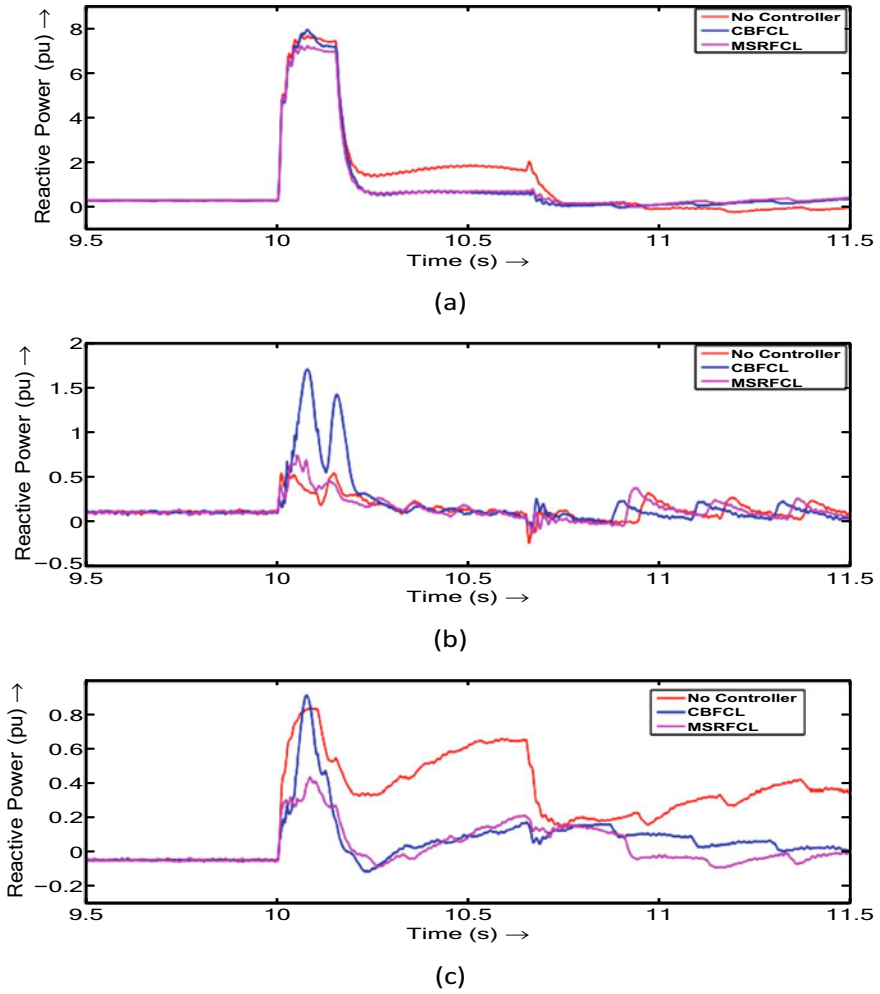 Reactive Power (pu) →
8
6
4
2
0
No Controller
CBFCL
MSRFCL
9.5 10 10.5 11 11.5
Time (s) →
(a)
Reactive Power (pu) →
2
1.5
1
0.5
0
−0.5
No Controller
CBFCL
MSRFCL
9.5 10 10.5 11 11.5
Time (s) →
(b)
Reactive Power (pu) →
0.8
0.6
0.4
0.2
0
−0.2
No Controller
CBFCL
MSRFCL
9.5 10 10.5 11 11.5
Time (s) →
(c)